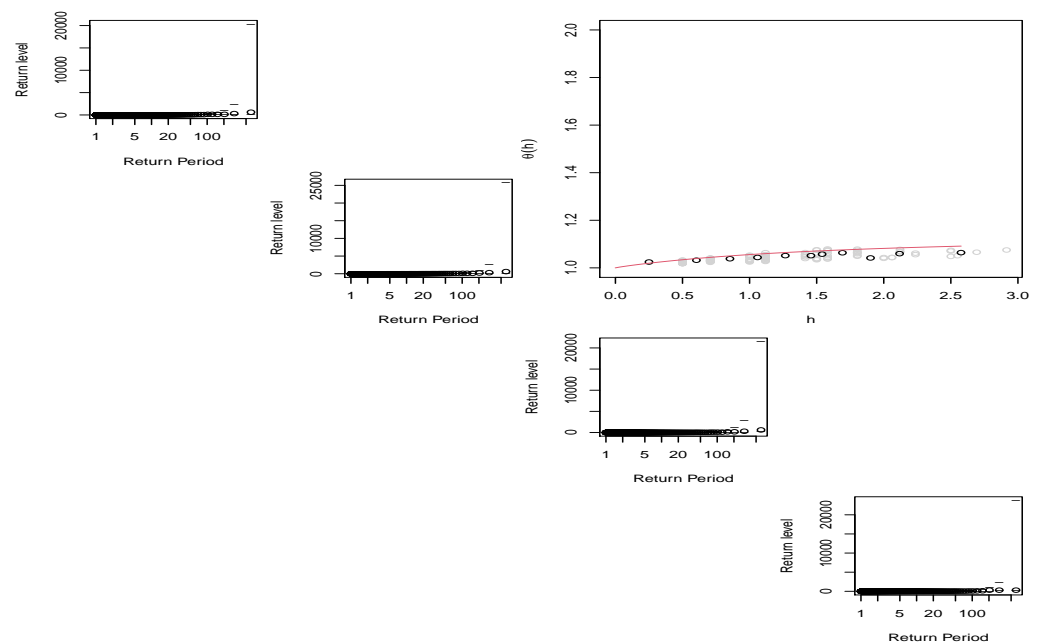 Return level
20000
10000
0
1 5 20 100
Return Period
θ(h)
2.0
1.8
1.6
1.4
1.2
1.0
0.0 0.5 1.0 1.5 2.0 2.5 3.0
h
Return level
25000
10000
0
1 5 20 100
Return Period
Return level
20000
10000
0
1 5 20 100
Return Period
Return level
20000
10000
0
1 5 20 100
Return Period